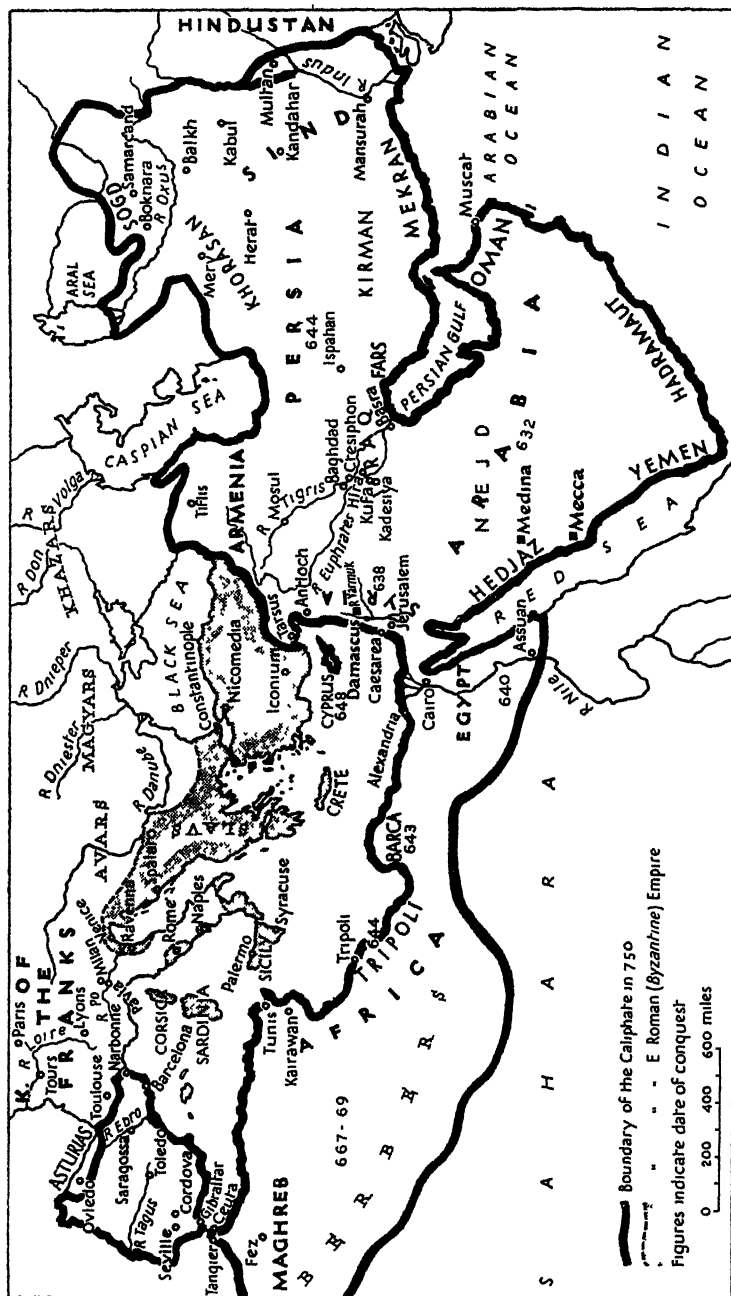 HINDUSTAN
ARAL SEA
SOGD
Samarcand
Boknara
R Oxus
Balkh
Kabul
Multan
Indus
R
Kandahar
S I N D
Mansurah
MEKRAN
KHORASAN
Merv
Herat
PERSIA
644
Ispahan
KIRMAN
FARS
PERSIAN GULF
OMAN
Muscat
ARABIAN
OCEAN
INDIAN
OCEAN
CASPIAN SEA
R Volga
R Don
KHAZARS
Tiflis
ARMENIA
Mosul
R Tigris
Baghdad
Ctesiphon
Hira
R Euphrates
Kufa
Kadesiya
IRAQ
Basra
NEJD
ARABIA
Medina 632
Mecca
HEDJAZ
YEMEN
HADRAMAUT
RED SEA
R Dnieper
R Dniester
MAGYARS
BLACK SEA
Constantinople
Nicomedia
Iconium
Tarsus
Antioch
CYPRUS
648
R Yarmuk
638
Damascus
Caesarea
Jerusalem
Alexandria
Cairo
EGYPT
640
Assuan
R Nile
R Danube
AVARS
SLAVS
Spalato
CRETE
BARCA
643
K. OF
THE
FRANKS
Paris
R Loire
Tours
Lyons
Toulouse
Narbonne
R Po
Pavia
Milan
Venice
Ravenna
Rome
Naples
CORSICA
SARDINIA
Palermo
SICILY
Syracuse
Tunis
Kairawan
Tripoli
644
TRIPOLI
AFRICA
ASTURIAS
Oviedo
R Ebro
Saragossa
Barcelona
R Tagus
Toledo
Cordova
Seville
Gibraltar
Ceuta
Tangier
Fez
MAGHREB
667-69
BERBERS
SAHARA
Boundary of the Caliphate in 750
" " " E Roman (Byzantine) Empire
Figures indicate date of conquest
0 200 400 600 miles